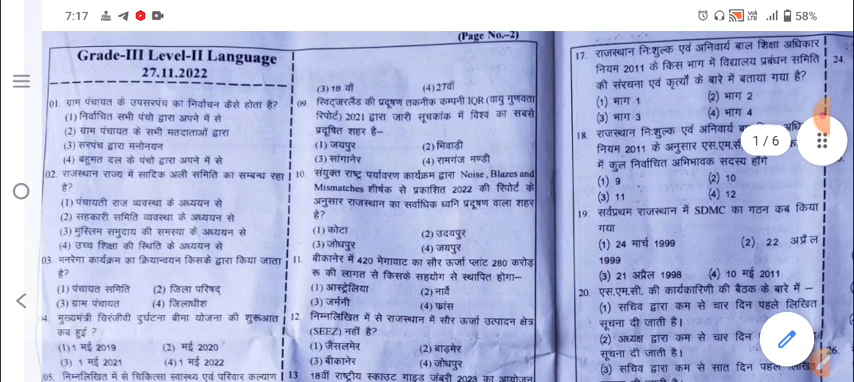 7:17
58%
(Page No.-2)
Grade-III Level-II Language
27.11.2022
01. ग्राम पंचायत के उपसरपंच का निर्वाचन कैसे होता है?
(1) निर्वाचित सभी पंचो द्वारा अपने में से
(2) ग्राम पंचायत के सभी मतदाताओं द्वारा
(3) सरपंच द्वारा मनोनयन
(4) बहुमत दल के पंचो द्वारा अपने में से
02. राजस्थान राज्य में सादिक अली समिति का सम्बन्ध रहा
है?
(1) पंचायती राज व्यवस्था के अध्ययन से
(2) सहकारी समिति व्यवस्था के अध्ययन से
(3) मुस्लिम समुदाय की समस्या के अध्ययन से
(4) उच्च शिक्षा की स्थिति के अध्ययन से
03. मनरेगा कार्यक्रम का क्रियान्वयन किसके द्वारा किया जाता
है?
(1) पंचायत समिति (2) जिला परिषद्
(3) ग्राम पंचायत (4) जिलाधीश
04. मुख्यमंत्री चिरंजीवी दुर्घटना बीमा योजना की शुरूआत
कब हुई ?
(1) 1 मई 2019 (2) मई 2020
(3) 1 मई 2021 (4) 1 मई 2022
05. निम्नलिखित में से चिकित्सा स्वास्थ्य एवं परिवार कल्याण
(3) 18 वाँ (4) 27वाँ
09. स्विट्जरलैंड की प्रदूषण तकनीक कम्पनी IQR (वायु गुणवता
रिपोर्ट) 2021 द्वारा जारी सूचकांक में विश्व का सबसे
प्रदूषित शहर है–
(1) जयपुर (2) भिवाड़ी
(3) सांगानेर (4) रामगंज मण्डी
10. संयुक्त राष्ट्र पर्यावरण कार्यक्रम द्वारा Noise, Blazes and
Mismatches शीर्षक से प्रकाशित 2022 की रिपोर्ट के
अनुसार राजस्थान का सर्वाधिक ध्वनि प्रदूषण वाला शहर
है?
(1) कोटा (2) उदयपुर
(3) जोधपुर (4) जयपुर
11. बीकानेर में 420 मेगावाट का सौर ऊर्जा प्लांट 280 करोड़
रू की लागत से किसके सहयोग से स्थापित होगा–
(1) आस्ट्रेलिया (2) नार्वे
(3) जर्मनी (4) फ्रांस
12. निम्नलिखित में से राजस्थान में सौर ऊर्जा उत्पादन क्षेत्र
(SEEZ) नहीं है?
(1) जैसलमेर (2) बाड़मेर
(3) बीकानेर (4) जोधपुर
13 18वीं राष्ट्रीय स्काउट गाइड जंबूरी 2023 का आयोजन
17. राजस्थान निःशुल्क एवं अनिवार्य बाल शिक्षा अधिकार
नियम 2011 के किस भाग में विद्यालय प्रबंधन समिति
की संरचना एवं कृत्यों के बारे में बताया गया है?
(1) भाग 1 (2) भाग 2
(3) भाग 3 (4) भाग 4
18. राजस्थान निःशुल्क एवं अनिवार्य
नियम 2011 के अनुसार एस.एम.सी
में कुल निर्वाचित अभिभावक सदस्य होंगे
(1) 9 (2) 10
(3) 11 (4) 12
19 सर्वप्रथम राजस्थान में SDMC का गठन कब किया
गया
(1) 24 मार्च 1999 (2) 22 अप्रैल
1999
(3) 21 अप्रैल 1998 (4) 10 मई 2011
20. एस.एम.सी. की कार्यकारिणी की बैठक के बारे में –
(1) सचिव द्वारा कम से चार दिन पहले लिखित
सूचना दी जाती है।
(2) अध्यक्ष द्वारा कम से चार दिन
सूचना दी जाती है।
(3) सचिव द्वारा कम से सात दिन पहले
24.
26.
1 / 6